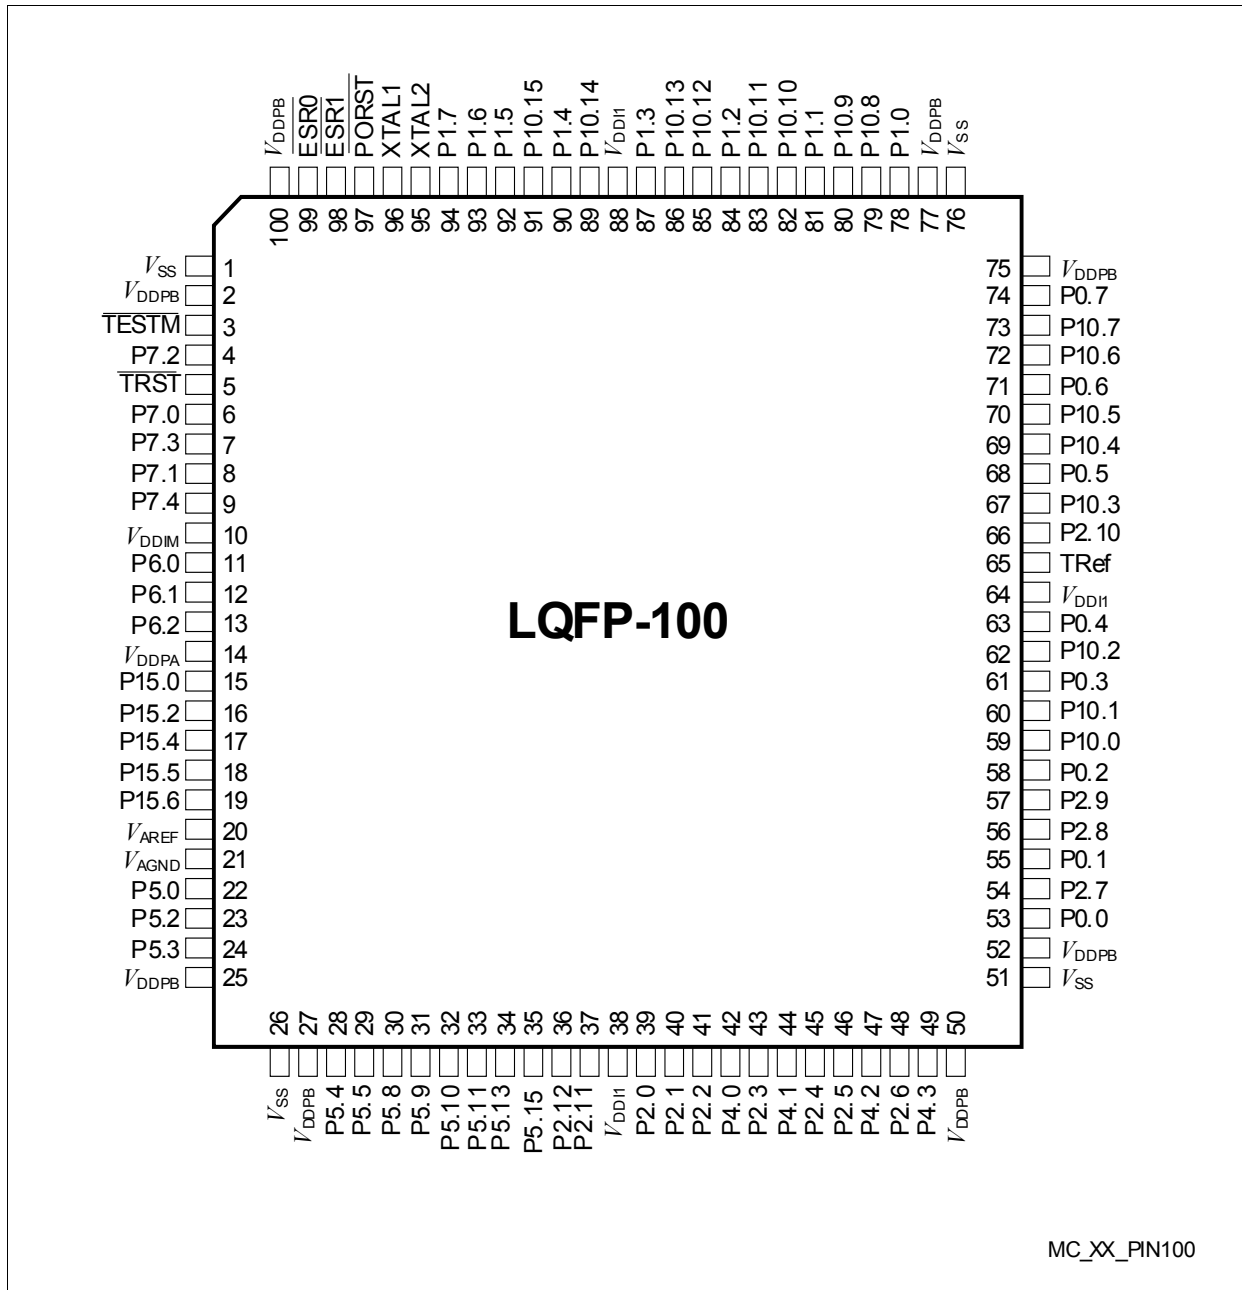 VDDPB
ESR0
ESR1
PORST
XTAL1
XTAL2
P1.7
P1.6
P1.5
P10.15
P1.4
P10.14
VDDI1
P1.3
P10.13
P10.12
P1.2
P10.11
P10.10
P1.1
P10.9
P10.8
P1.0
VDDPB
VSS
100
99
98
97
96
95
94
93
92
91
90
89
88
87
86
85
84
83
82
81
80
79
78
77
76
VSS 1
VDDPB 2
TESTM 3
P7.2 4
TRST 5
P7.0 6
P7.3 7
P7.1 8
P7.4 9
VDDIM 10
P6.0 11
P6.1 12
P6.2 13
VDDPA 14
P15.0 15
P15.2 16
P15.4 17
P15.5 18
P15.6 19
VAREF 20
VAGND 21
P5.0 22
P5.2 23
P5.3 24
VDDPB 25
LQFP-100
75 VDDPB
74 P0.7
73 P10.7
72 P10.6
71 P0.6
70 P10.5
69 P10.4
68 P0.5
67 P10.3
66 P2.10
65 TRef
64 VDDI1
63 P0.4
62 P10.2
61 P0.3
60 P10.1
59 P10.0
58 P0.2
57 P2.9
56 P2.8
55 P0.1
54 P2.7
53 P0.0
52 VDDPB
51 VSS
26
27
28
29
30
31
32
33
34
35
36
37
38
39
40
41
42
43
44
45
46
47
48
49
50
VSS
VDDPB
P5.4
P5.5
P5.8
P5.9
P5.10
P5.11
P5.13
P5.15
P2.12
P2.11
VDDI1
P2.0
P2.1
P2.2
P4.0
P2.3
P4.1
P2.4
P2.5
P4.2
P2.6
P4.3
VDDPB
MC_XX_PIN100